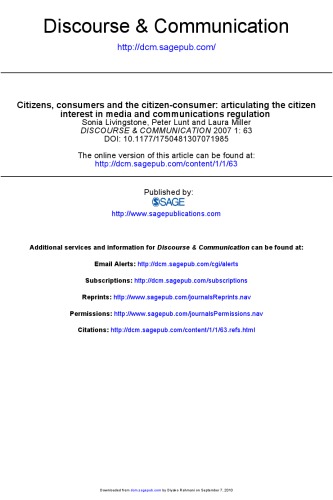 Discourse & Communication
http://dcm.sagepub.com/
Citizens, consumers and the citizen-consumer: articulating the citizen
interest in media and communications regulation
Sonia Livingstone, Peter Lunt and Laura Miller
DISCOURSE & COMMUNICATION 2007 1: 63
DOI: 10.1177/1750481307071985
The online version of this article can be found at:
http://dcm.sagepub.com/content/1/1/63
Published by:
SAGE
http://www.sagepublications.com
Additional services and information for Discourse & Communication can be found at:
Email Alerts: http://dcm.sagepub.com/cgi/alerts
Subscriptions: http://dcm.sagepub.com/subscriptions
Reprints: http://www.sagepub.com/journalsReprints.nav
Permissions: http://www.sagepub.com/journalsPermissions.nav
Citations: http://dcm.sagepub.com/content/1/1/63.refs.html
Downloaded from dcm.sagepub.com by on September 7, 2010